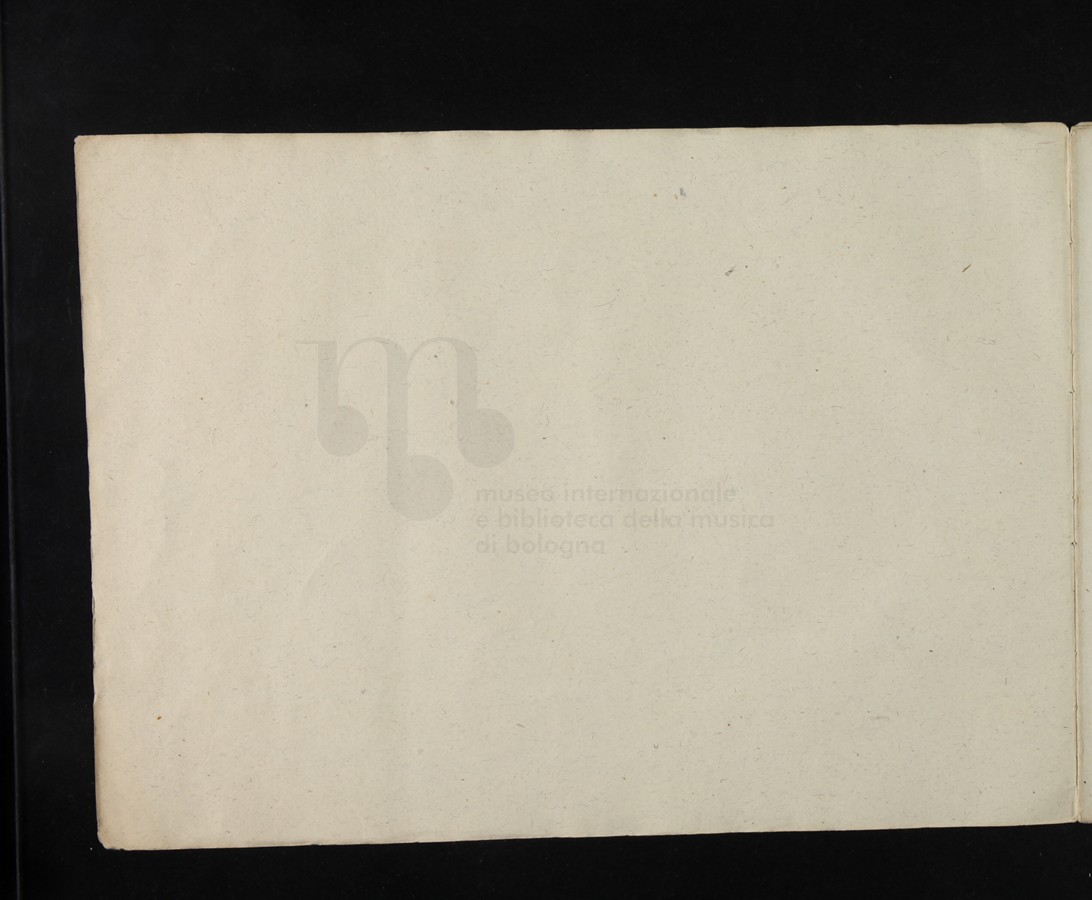 museo internazionale
e biblioteca della musica
di bologna